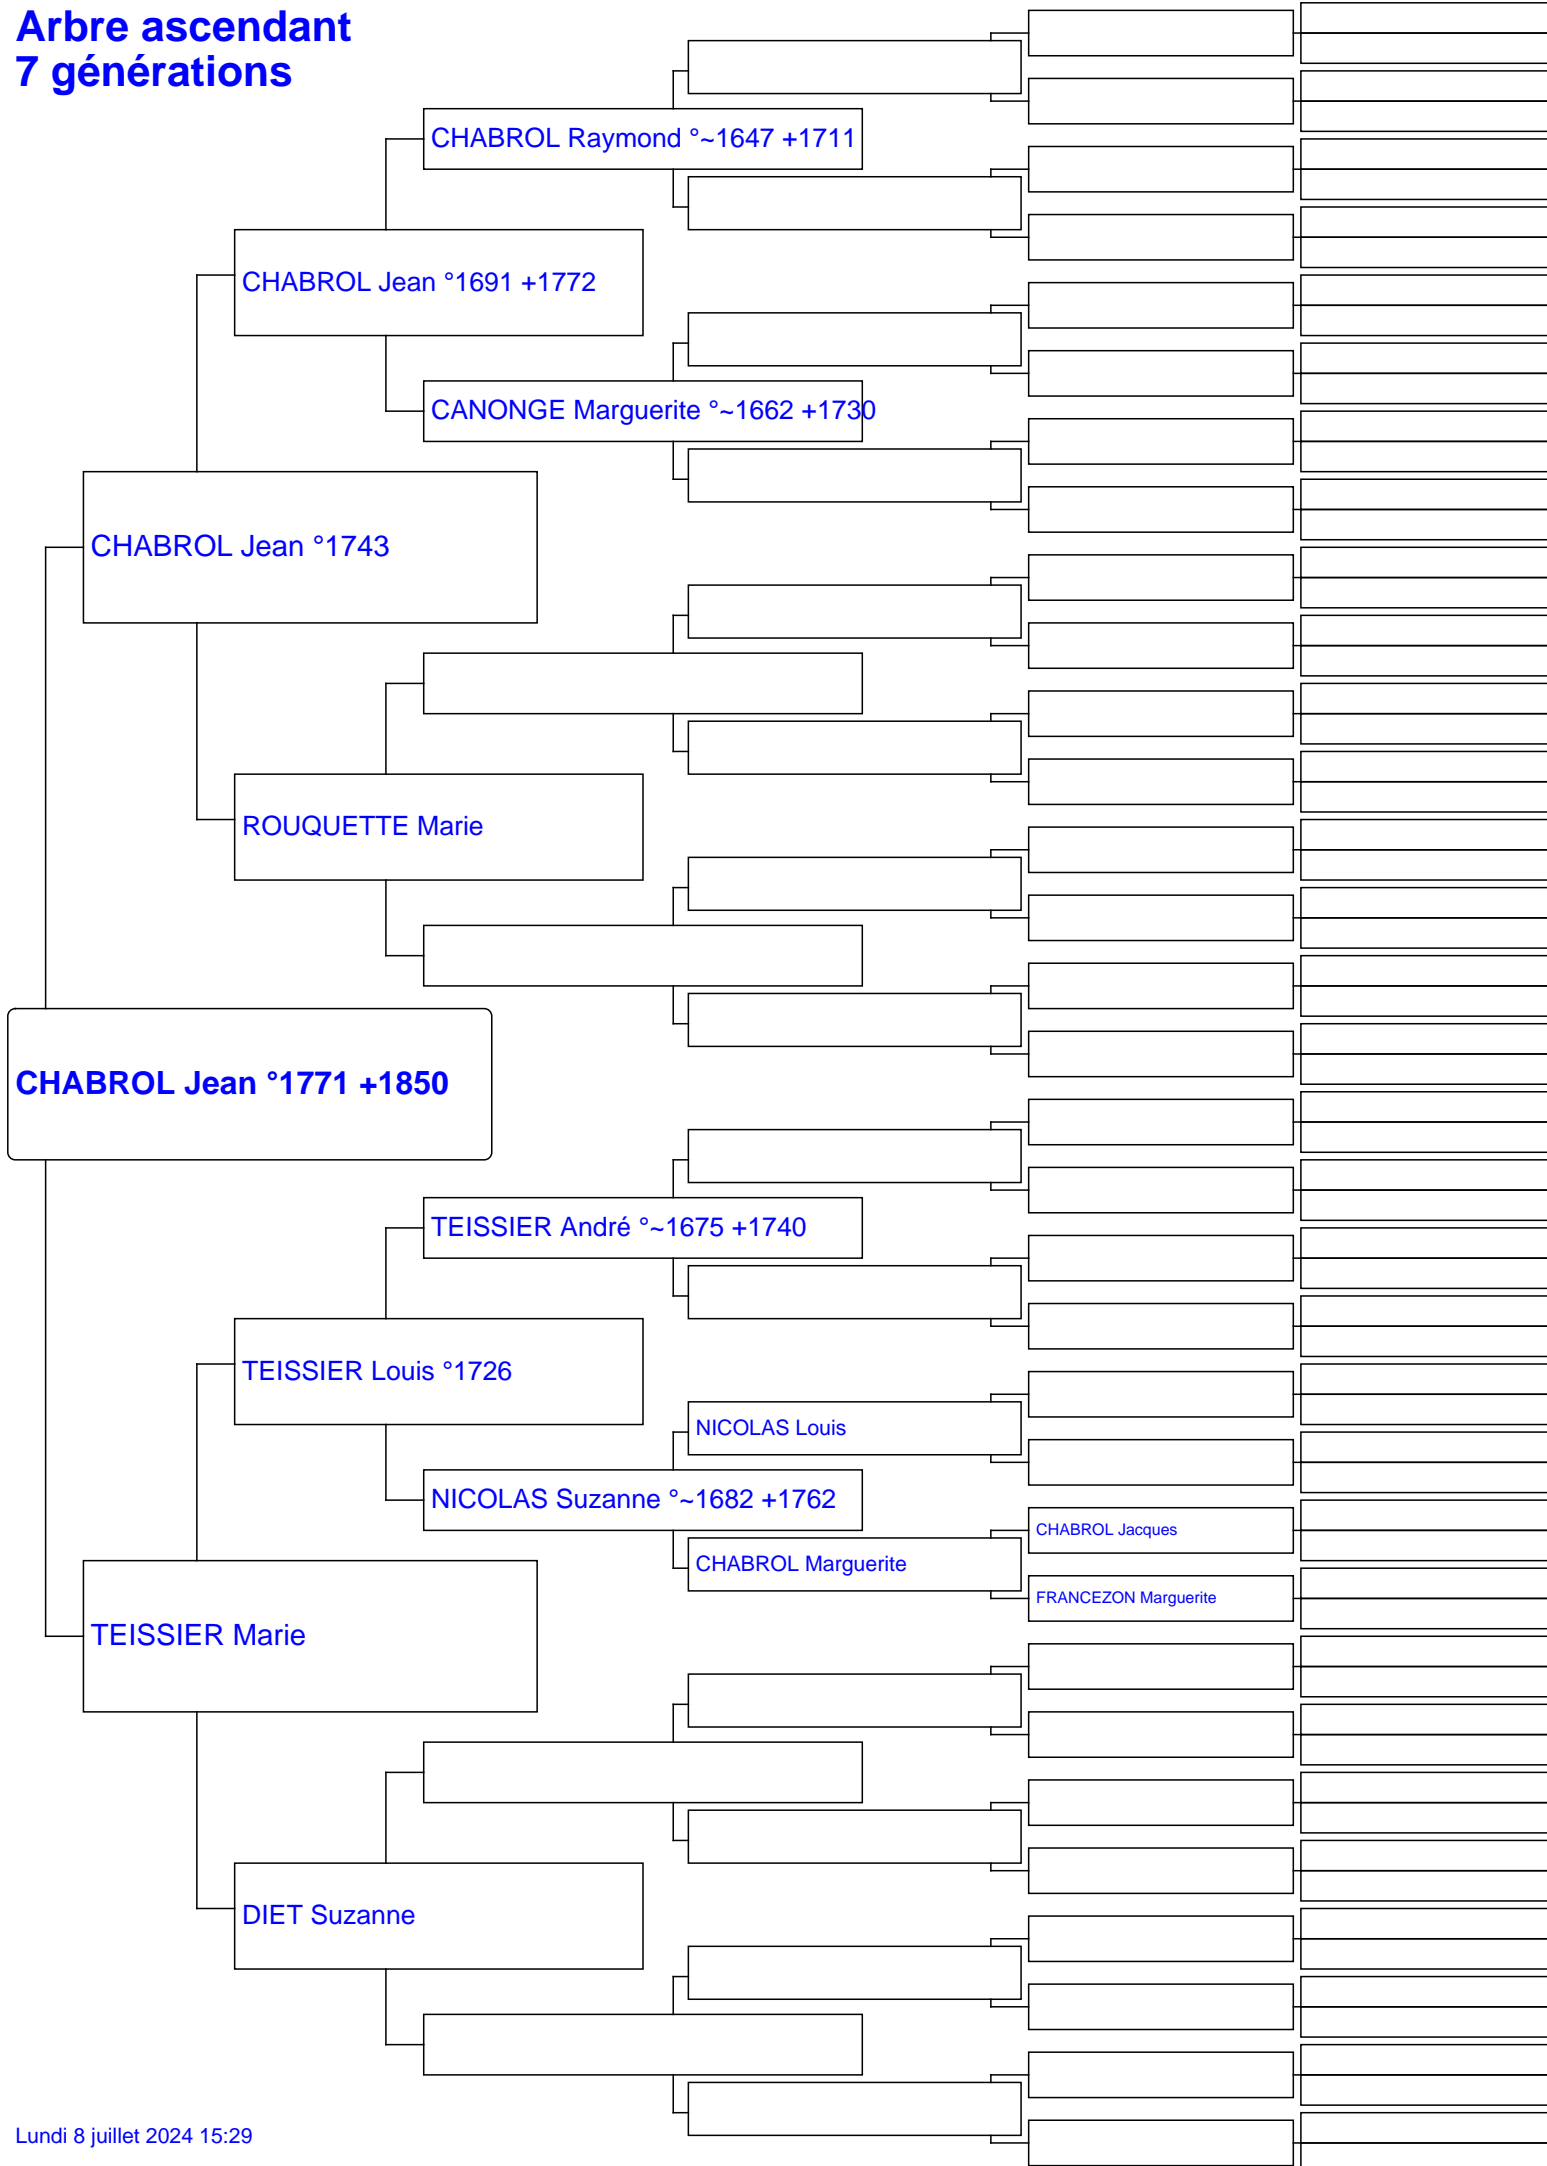 Arbre ascendant
7 générations
CHABROL Raymond °~1647 +1711
CHABROL Jean °1691 +1772
CANONGE Marguerite °~1662 +1730
CHABROL Jean °1743
ROUQUETTE Marie
CHABROL Jean °1771 +1850
TEISSIER André °~1675 +1740
TEISSIER Louis °1726
NICOLAS Louis
NICOLAS Suzanne °~1682 +1762
CHABROL Jacques
CHABROL Marguerite
FRANCEZON Marguerite
TEISSIER Marie
DIET Suzanne
Lundi 8 juillet 2024 15:29